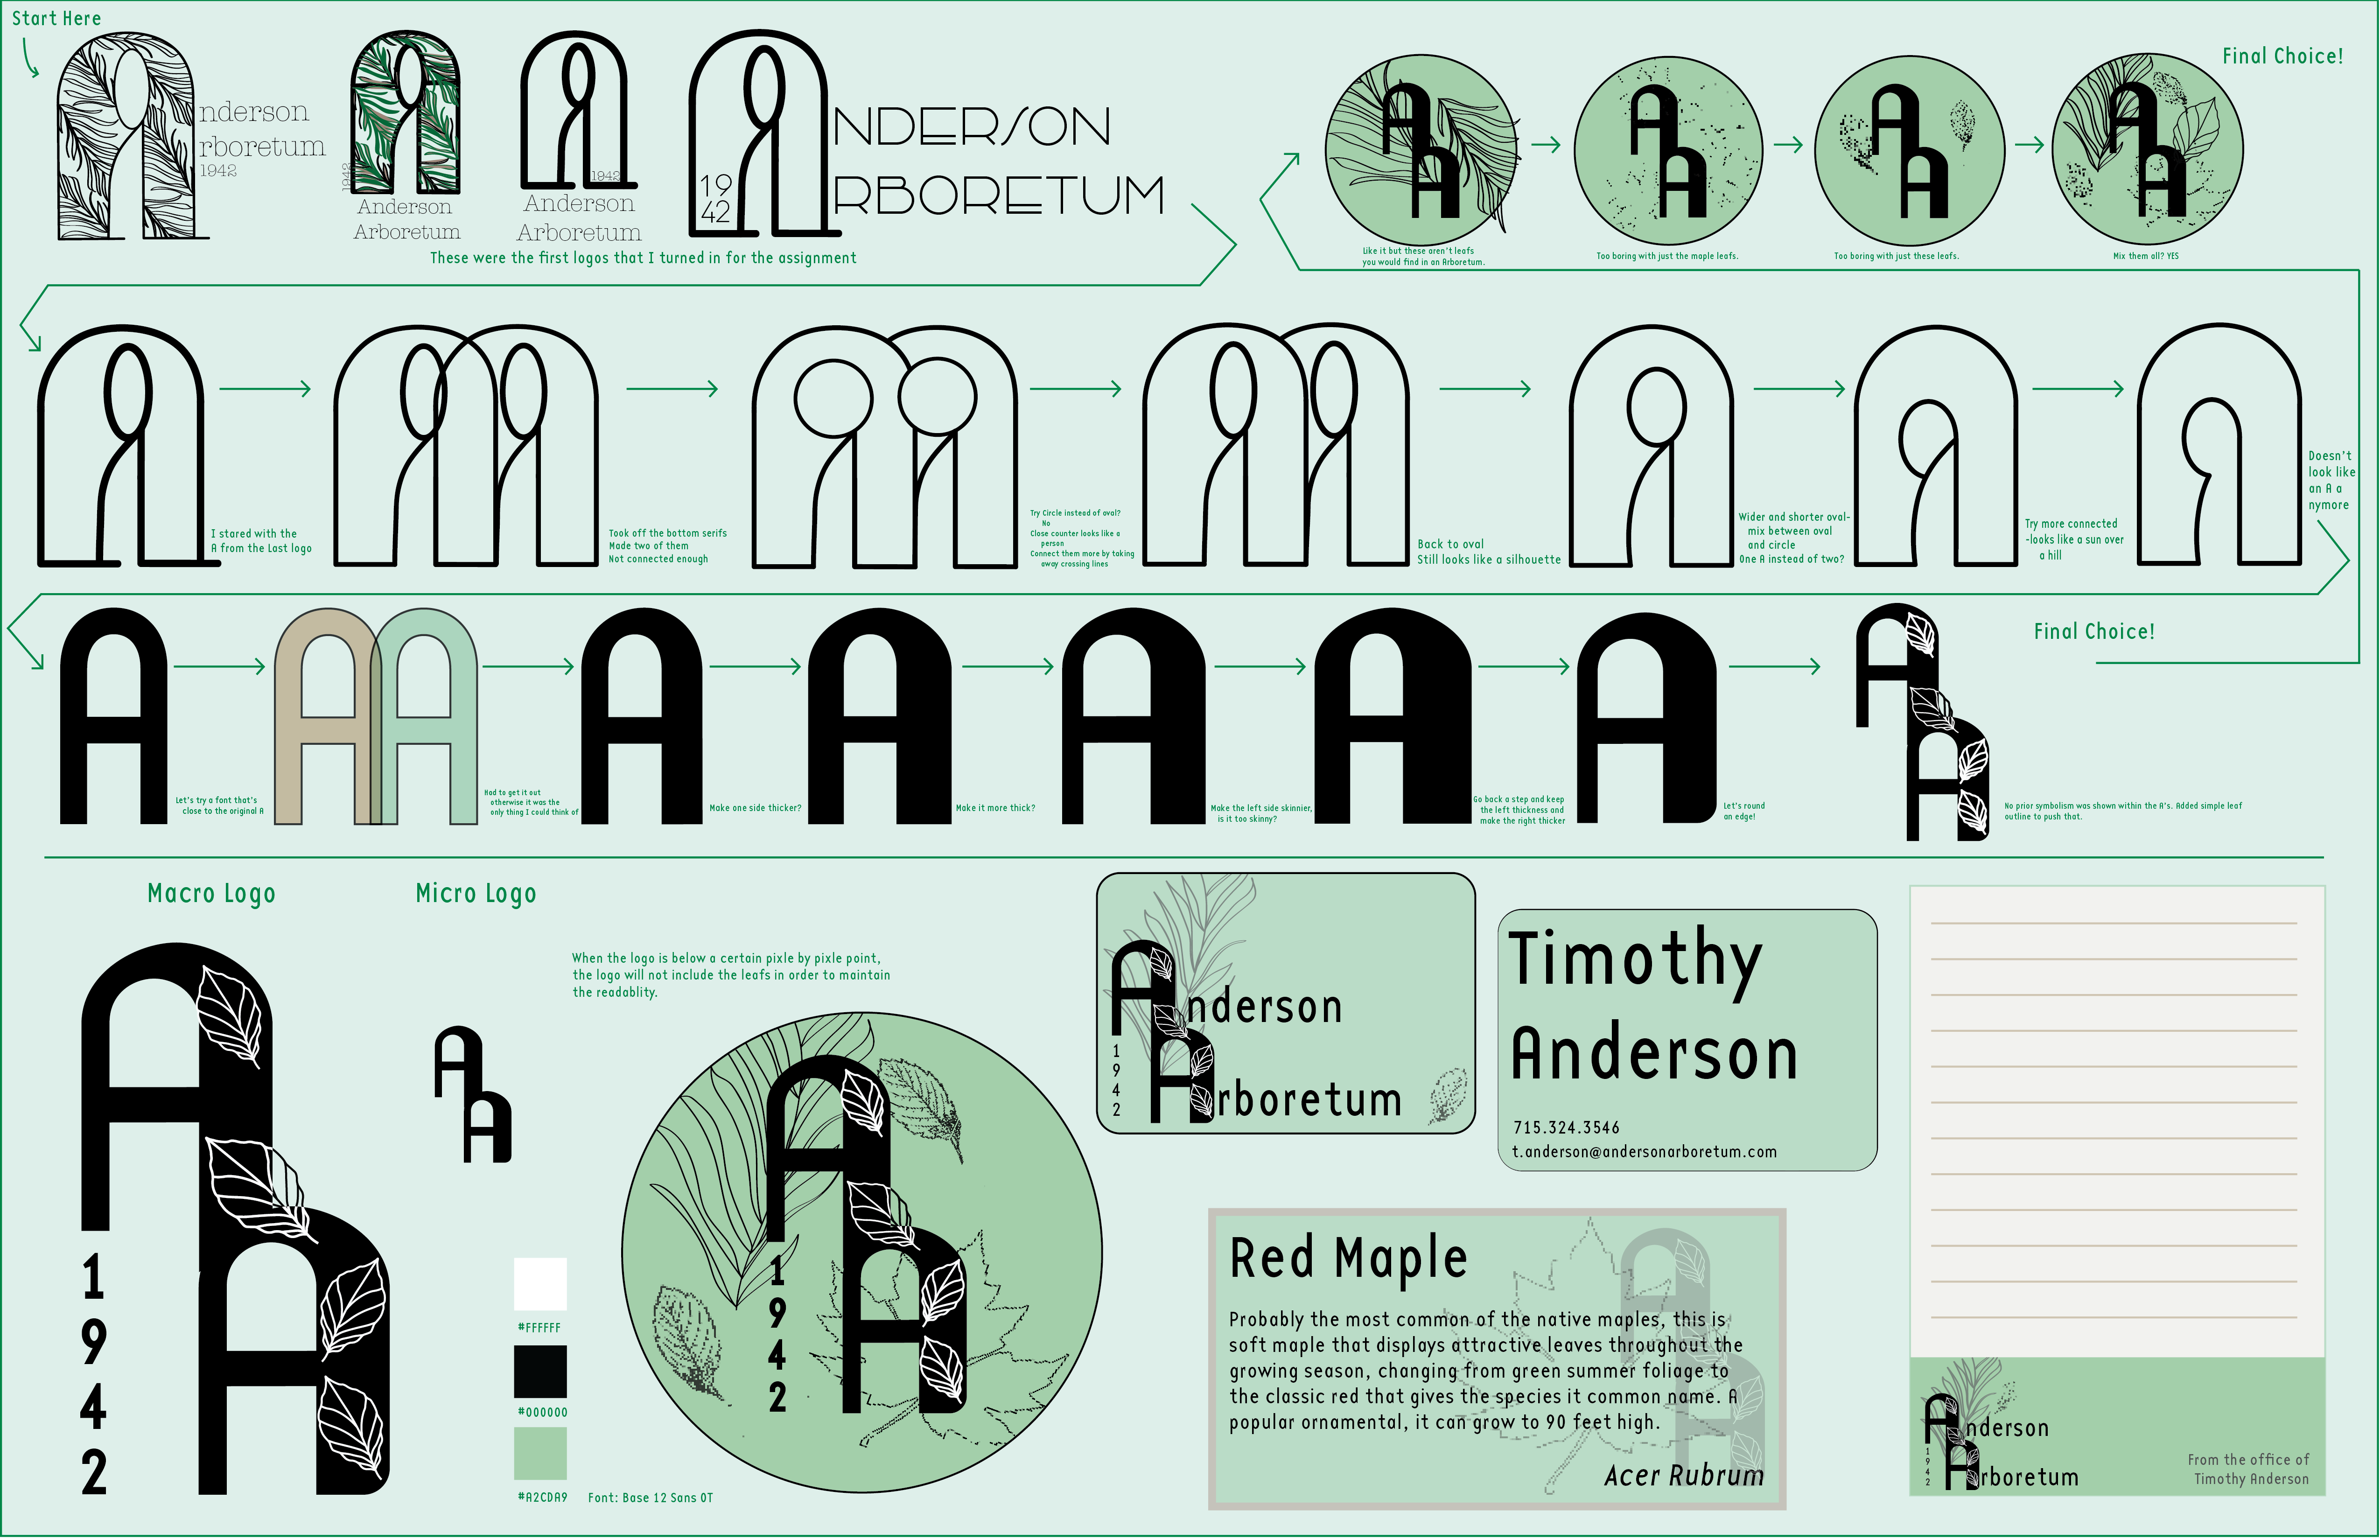 Start Here
nderson
rboretum
1942
1942
Anderson
Arboretum
1942
Anderson
Arboretum
19
42
NDERSON
RBORETUM
These were the first logos that I turned in for the assignment
Final Choice!
Like it but these aren't leafs
you would find in an Arboretum.
Too boring with just the maple leafs.
Too boring with just these leafs.
Mix them all? YES
I stared with the
A from the Last logo
Took off the bottom serifs
Made two of them
Not connected enough
Try Circle instead of oval?
No
Close counter looks like a
person
Connect them more by taking
away crossing lines
Back to oval
Still looks like a silhouette
Wider and shorter oval-
mix between oval
and circle
One A instead of two?
Try more connected
-looks like a sun over
a hill
Doesn't
look like
an A a
nymore
Let's try a font that's
close to the original A
Had to get it out
otherwise it was the
only thing I could think of
Make one side thicker?
Make it more thick?
Make the left side skinnier,
is it too skinny?
Go back a step and keep
the left thickness and
make the right thicker
Let's round
an edge!
Final Choice!
No prior symbolism was shown within the A's. Added simple leaf
outline to push that.
Macro Logo
Micro Logo
When the logo is below a certain pixle by pixle point,
the logo will not include the leafs in order to maintain
the readablity.
1
9
4
2
#FFFFFF
#000000
#A2CDA9
Font: Base 12 Sans OT
1
9
4
2
Anderson
Arboretum
1
9
4
2
Timothy
Anderson
715.324.3546
t.anderson@andersonarboretum.com
Red Maple
Probably the most common of the native maples, this is
soft maple that displays attractive leaves throughout the
growing season, changing from green summer foliage to
the classic red that gives the species it common name. A
popular ornamental, it can grow to 90 feet high.
Acer Rubrum
Anderson
Arboretum
1
9
4
2
From the office of
Timothy Anderson